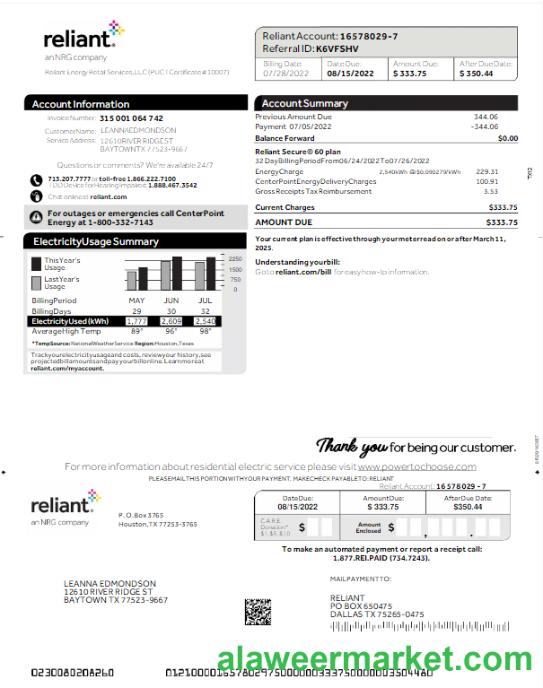 reliant
an NRG company
Reliant Energy Retail Services, LLC (PUC T Certificate #10007)
Reliant Account: 16578029-7
Referral ID: K6VFSHV
Billing Date: 07/28/2022
Date Due: 08/15/2022
Amount Due: $ 333.75
After Due Date: $ 350.44
Account Information
Invoice Number: 315 001 064 742
Customer Name: LEANNA EDMONDSON
Service Address: 12610 RIVER RIDGE ST
BAYTOWN TX 77523-9667
Questions or comments? We're available 24/7
713.207.7777 or toll-free 1.866.222.7100
TDD Device for Hearing Impaired: 1.888.467.3542
Chat online at reliant.com
For outages or emergencies call CenterPoint
Energy at 1-800-332-7143
Account Summary
Previous Amount Due 344.06
Payment 07/05/2022 -344.06
Balance Forward $0.00
Reliant Secure® 60 plan
32 Day Billing Period From 06/24/2022 To 07/26/2022
Energy Charge 2,540 kWh @ $0.090279/kWh 229.31
CenterPoint Energy Delivery Charges 100.91
Gross Receipts Tax Reimbursement 3.53
Current Charges $333.75
AMOUNT DUE $333.75
Your current plan is effective through your meter read on or after March 11,
2025.
Understanding your bill:
Go to reliant.com/bill for easy how-to information.
Electricity Usage Summary
This Year's
Usage
Last Year's
Usage
2250
1500
750
0
Billing Period MAY JUN JUL
Billing Days 29 30 32
Electricity Used (kWh) 1,777 2,609 2,540
Average High Temp 89° 96° 98°
*Temp Source: National Weather Service Region: Houston, Texas
Track your electricity usage and costs, review your history, see
projected bill amounts and pay your bill online. Learn more at
reliant.com/myaccount.
Thank you for being our customer.
For more information about residential electric service please visit www.powertochoose.com
PLEASE MAIL THIS PORTION WITH YOUR PAYMENT. MAKE CHECK PAYABLE TO: RELIANT
Reliant Account: 16 578029 - 7
reliant
an NRG company
P. O. Box 3765
Houston, TX 77253-3765
Date Due: 08/15/2022
Amount Due: $ 333.75
After Due Date: $350.44
C.A.R.E.
Donation*
$1, $5, $10
$
Amount
Enclosed
$
To make an automated payment or report a receipt call:
1.877.REI.PAID (734.7243).
LEANNA EDMONDSON
12610 RIVER RIDGE ST
BAYTOWN TX 77523-9667
MAIL PAYMENT TO:
RELIANT
PO BOX 650475
DALLAS TX 75265-0475
alaweermarket.com
0230080208260